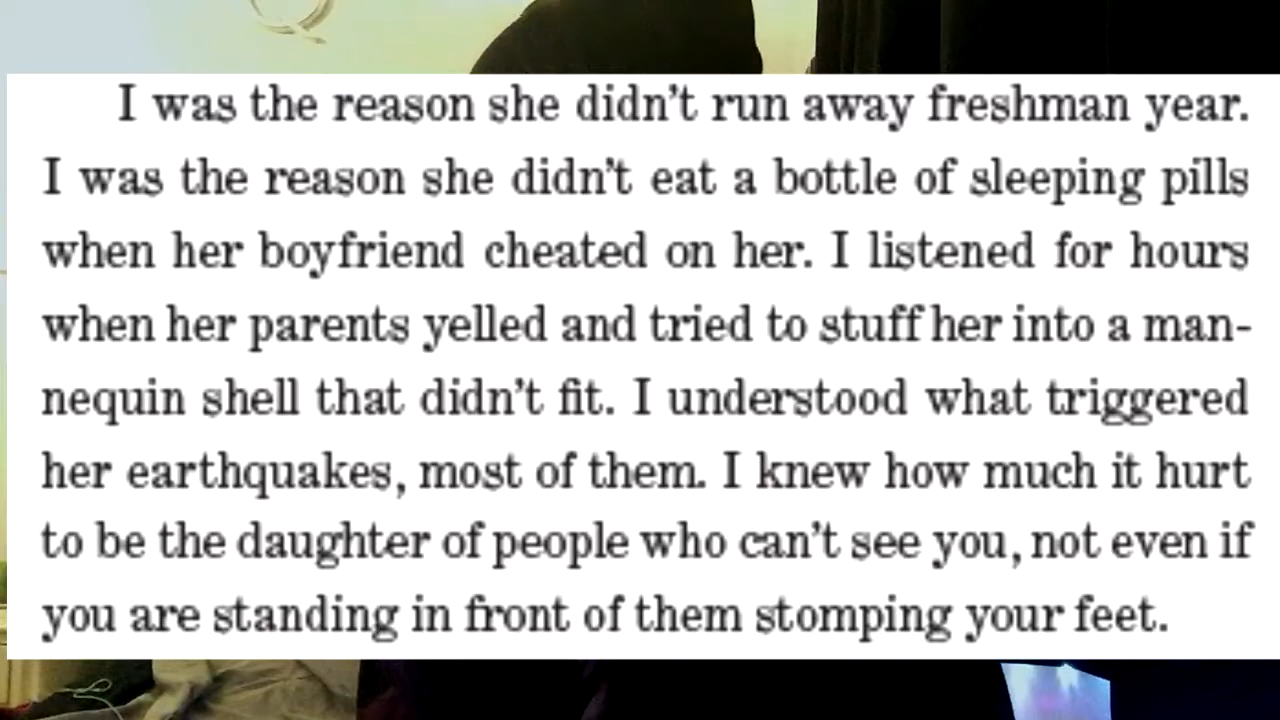 I was the reason she didn't run away freshman year.
I was the reason she didn't eat a bottle of sleeping pills
when her boyfriend cheated on her. I listened for hours
when her parents yelled and tried to stuff her into a man-
nequin shell that didn't fit. I understood what triggered
her earthquakes, most of them. I knew how much it hurt
to be the daughter of people who can't see you, not even if
you are standing in front of them stomping your feet.